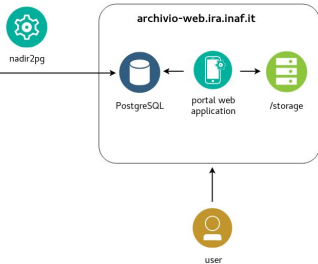 archivio-web.ira.inaf.it
nadir2pg
PostgreSQL
portal web
application
/storage
user